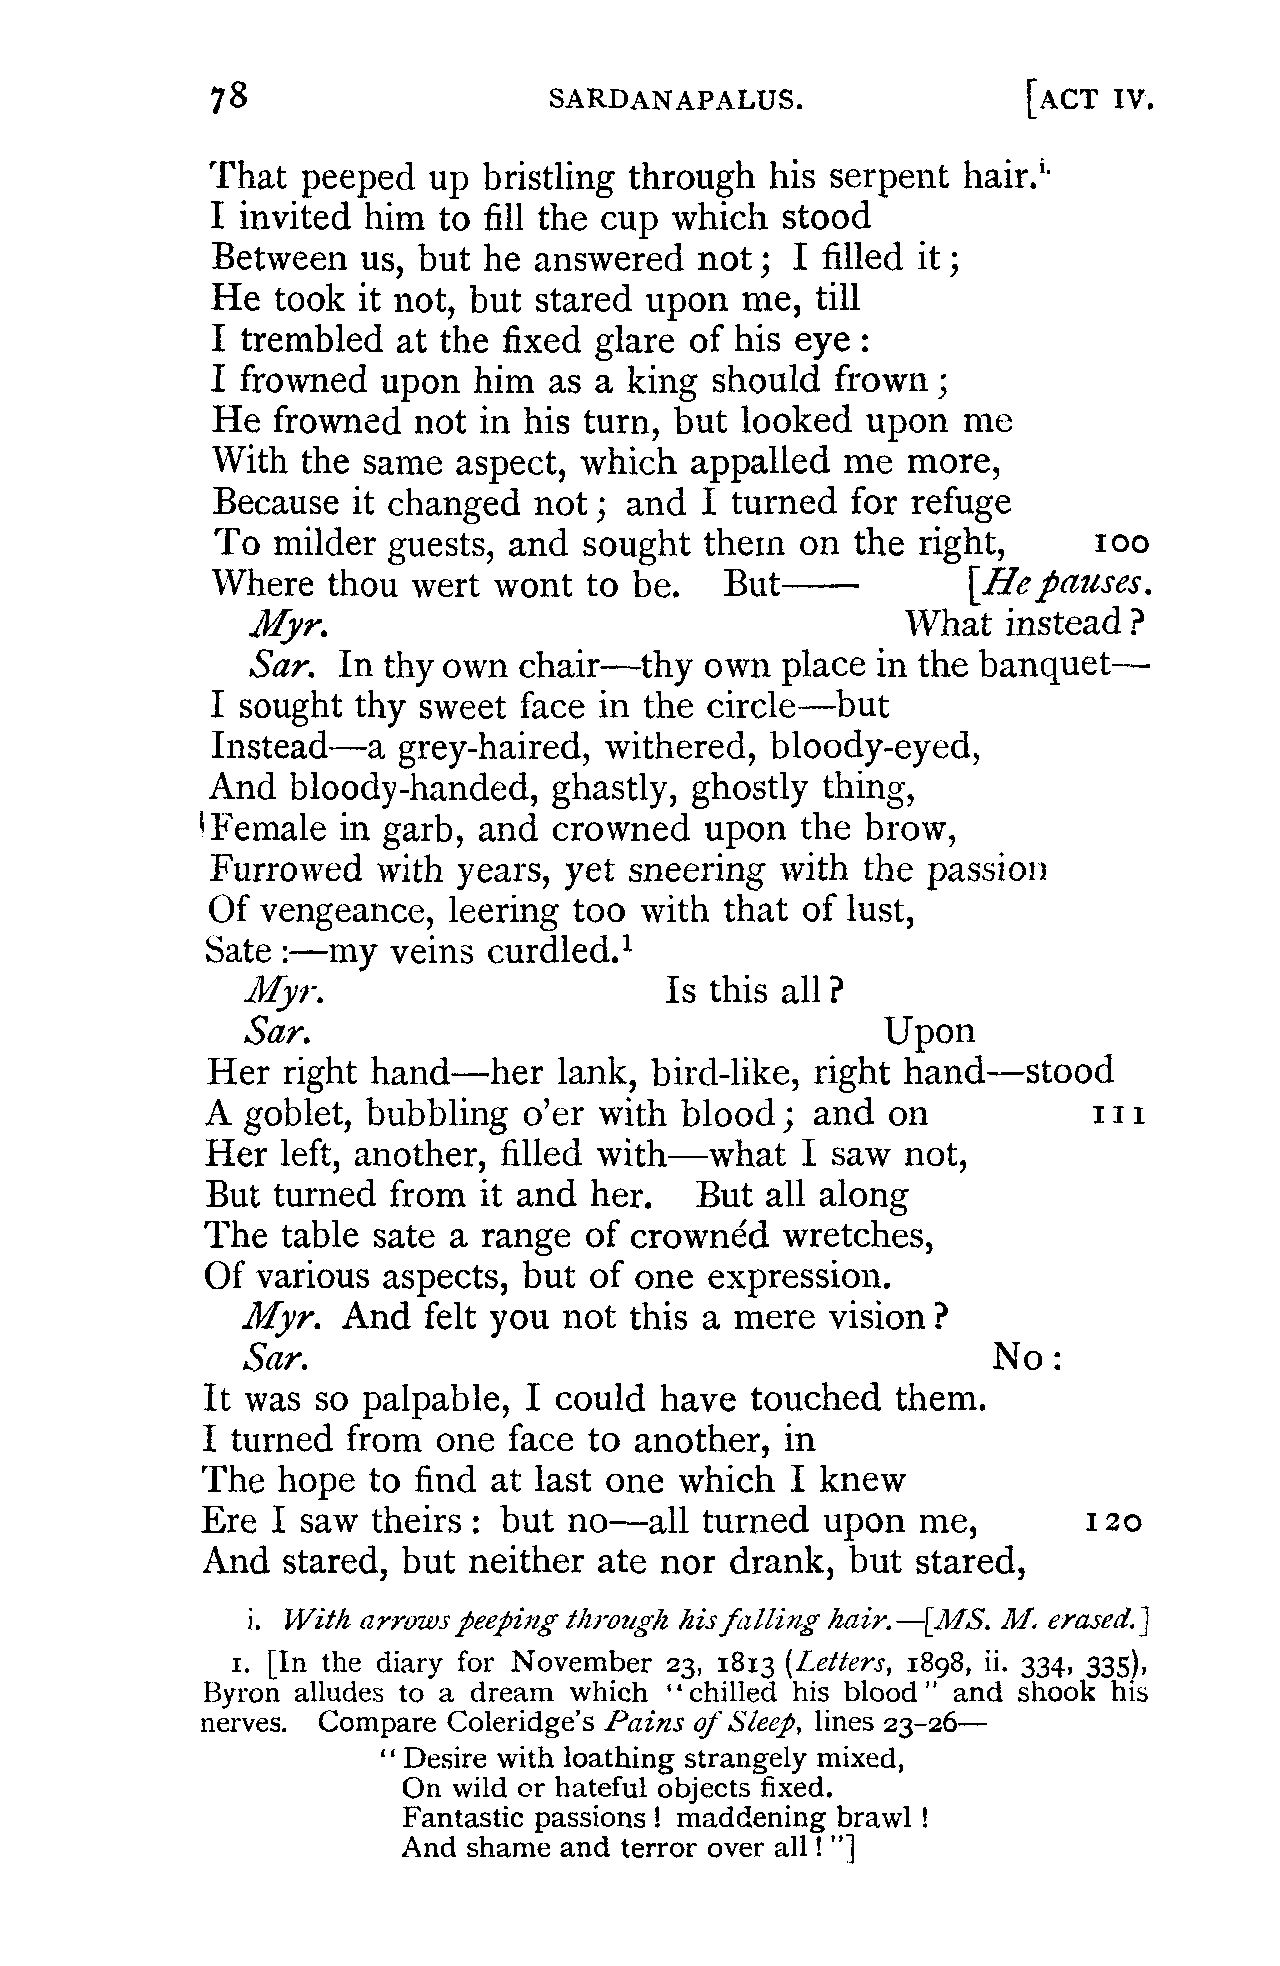 78 SARDANAPALUS. [ACT IV.
That peeped up bristling through his serpent hair.i.
I invited him to fill the cup which stood
Between us, but he answered not; I filled it;
He took it not, but stared upon me, till
I trembled at the fixed glare of his eye:
I frowned upon him as a king should frown;
He frowned not in his turn, but looked upon me
With the same aspect, which appalled me more,
Because it changed not; and I turned for refuge
To milder guests, and sought them on the right, 100
Where thou wert wont to be. But—— [He pauses.
Myr. What instead?
Sar. In thy own chair—thy own place in the banquet—
I sought thy sweet face in the circle—but
Instead—a grey-haired, withered, bloody-eyed,
And bloody-handed, ghastly, ghostly thing,
Female in garb, and crowned upon the brow,
Furrowed with years, yet sneering with the passion
Of vengeance, leering too with that of lust,
Sate:—my veins curdled.1
Myr. Is this all?
Sar. Upon
Her right hand—her lank, bird-like, right hand—stood
A goblet, bubbling o'er with blood; and on 111
Her left, another, filled with—what I saw not,
But turned from it and her. But all along
The table sate a range of crownéd wretches,
Of various aspects, but of one expression.
Myr. And felt you not this a mere vision?
Sar. No:
It was so palpable, I could have touched them.
I turned from one face to another, in
The hope to find at last one which I knew
Ere I saw theirs: but no—all turned upon me, 120
And stared, but neither ate nor drank, but stared,
i. With arrows peeping through his falling hair.—[MS. M. erased.]
1. [In the diary for November 23, 1813 (Letters, 1898, ii. 334, 335),
Byron alludes to a dream which "chilled his blood" and shook his
nerves. Compare Coleridge's Pains of Sleep, lines 23-26—
"Desire with loathing strangely mixed,
On wild or hateful objects fixed.
Fantastic passions! maddening brawl!
And shame and terror over all!"]